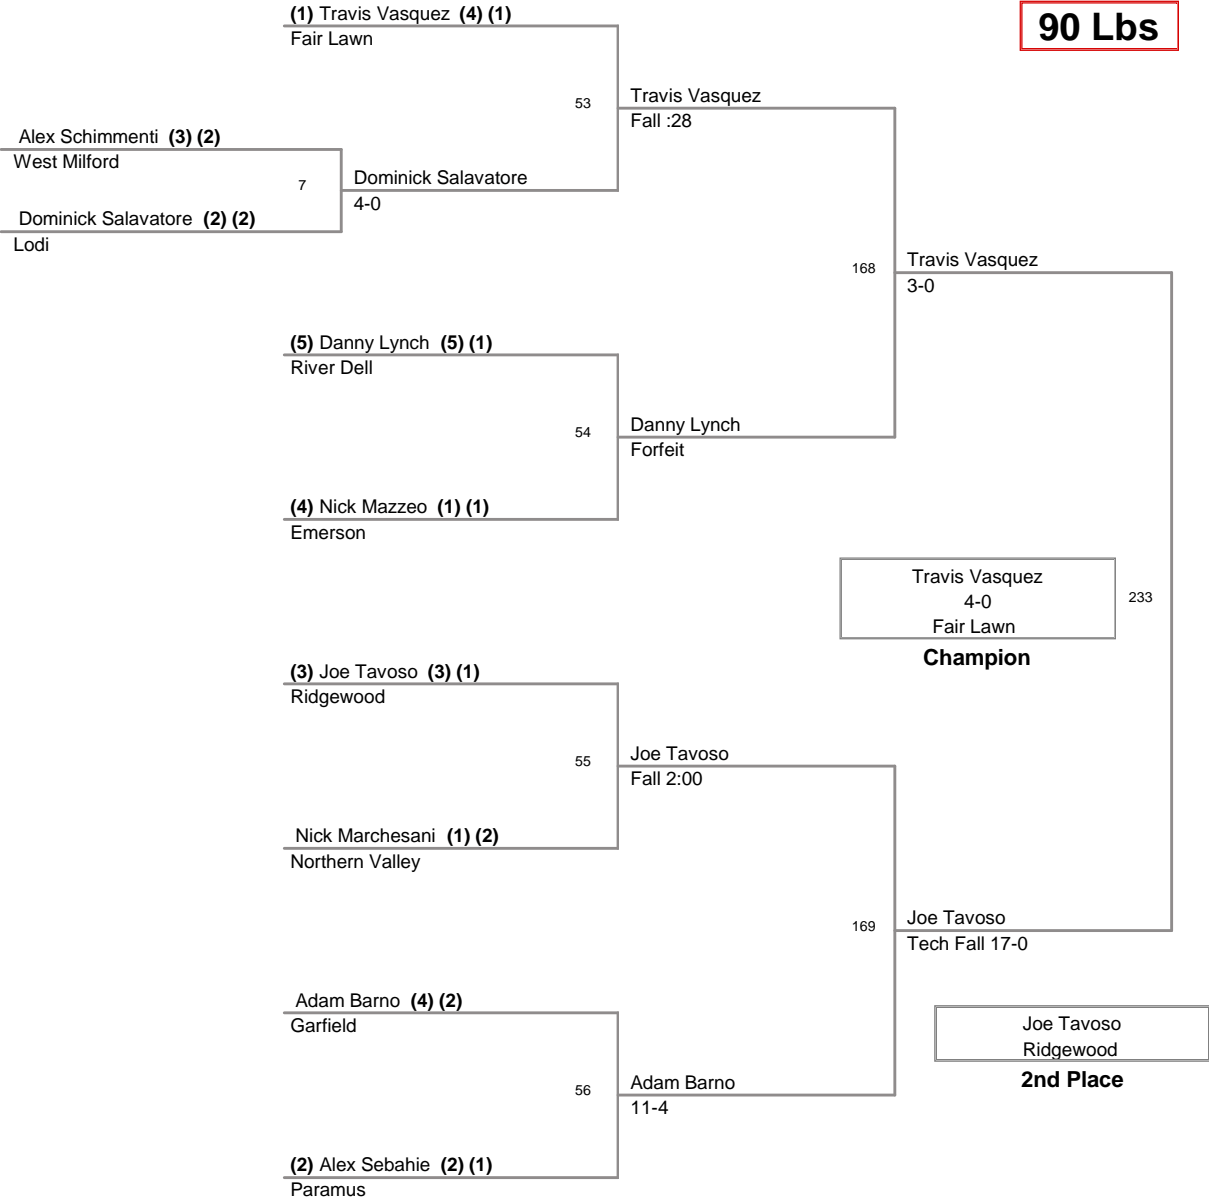 (1) Travis Vasquez (4) (1)
Fair Lawn
90 Lbs
53
Travis Vasquez
Fall :28
Alex Schimmenti (3) (2)
West Milford
7
Dominick Salavatore
4-0
Dominick Salavatore (2) (2)
Lodi
168
Travis Vasquez
3-0
(5) Danny Lynch (5) (1)
River Dell
54
Danny Lynch
Forfeit
(4) Nick Mazzeo (1) (1)
Emerson
Travis Vasquez
4-0
Fair Lawn
Champion
233
(3) Joe Tavoso (3) (1)
Ridgewood
55
Joe Tavoso
Fall 2:00
Nick Marchesani (1) (2)
Northern Valley
169
Joe Tavoso
Tech Fall 17-0
Adam Barno (4) (2)
Garfield
Joe Tavoso
Ridgewood
2nd Place
56
Adam Barno
11-4
(2) Alex Sebahie (2) (1)
Paramus